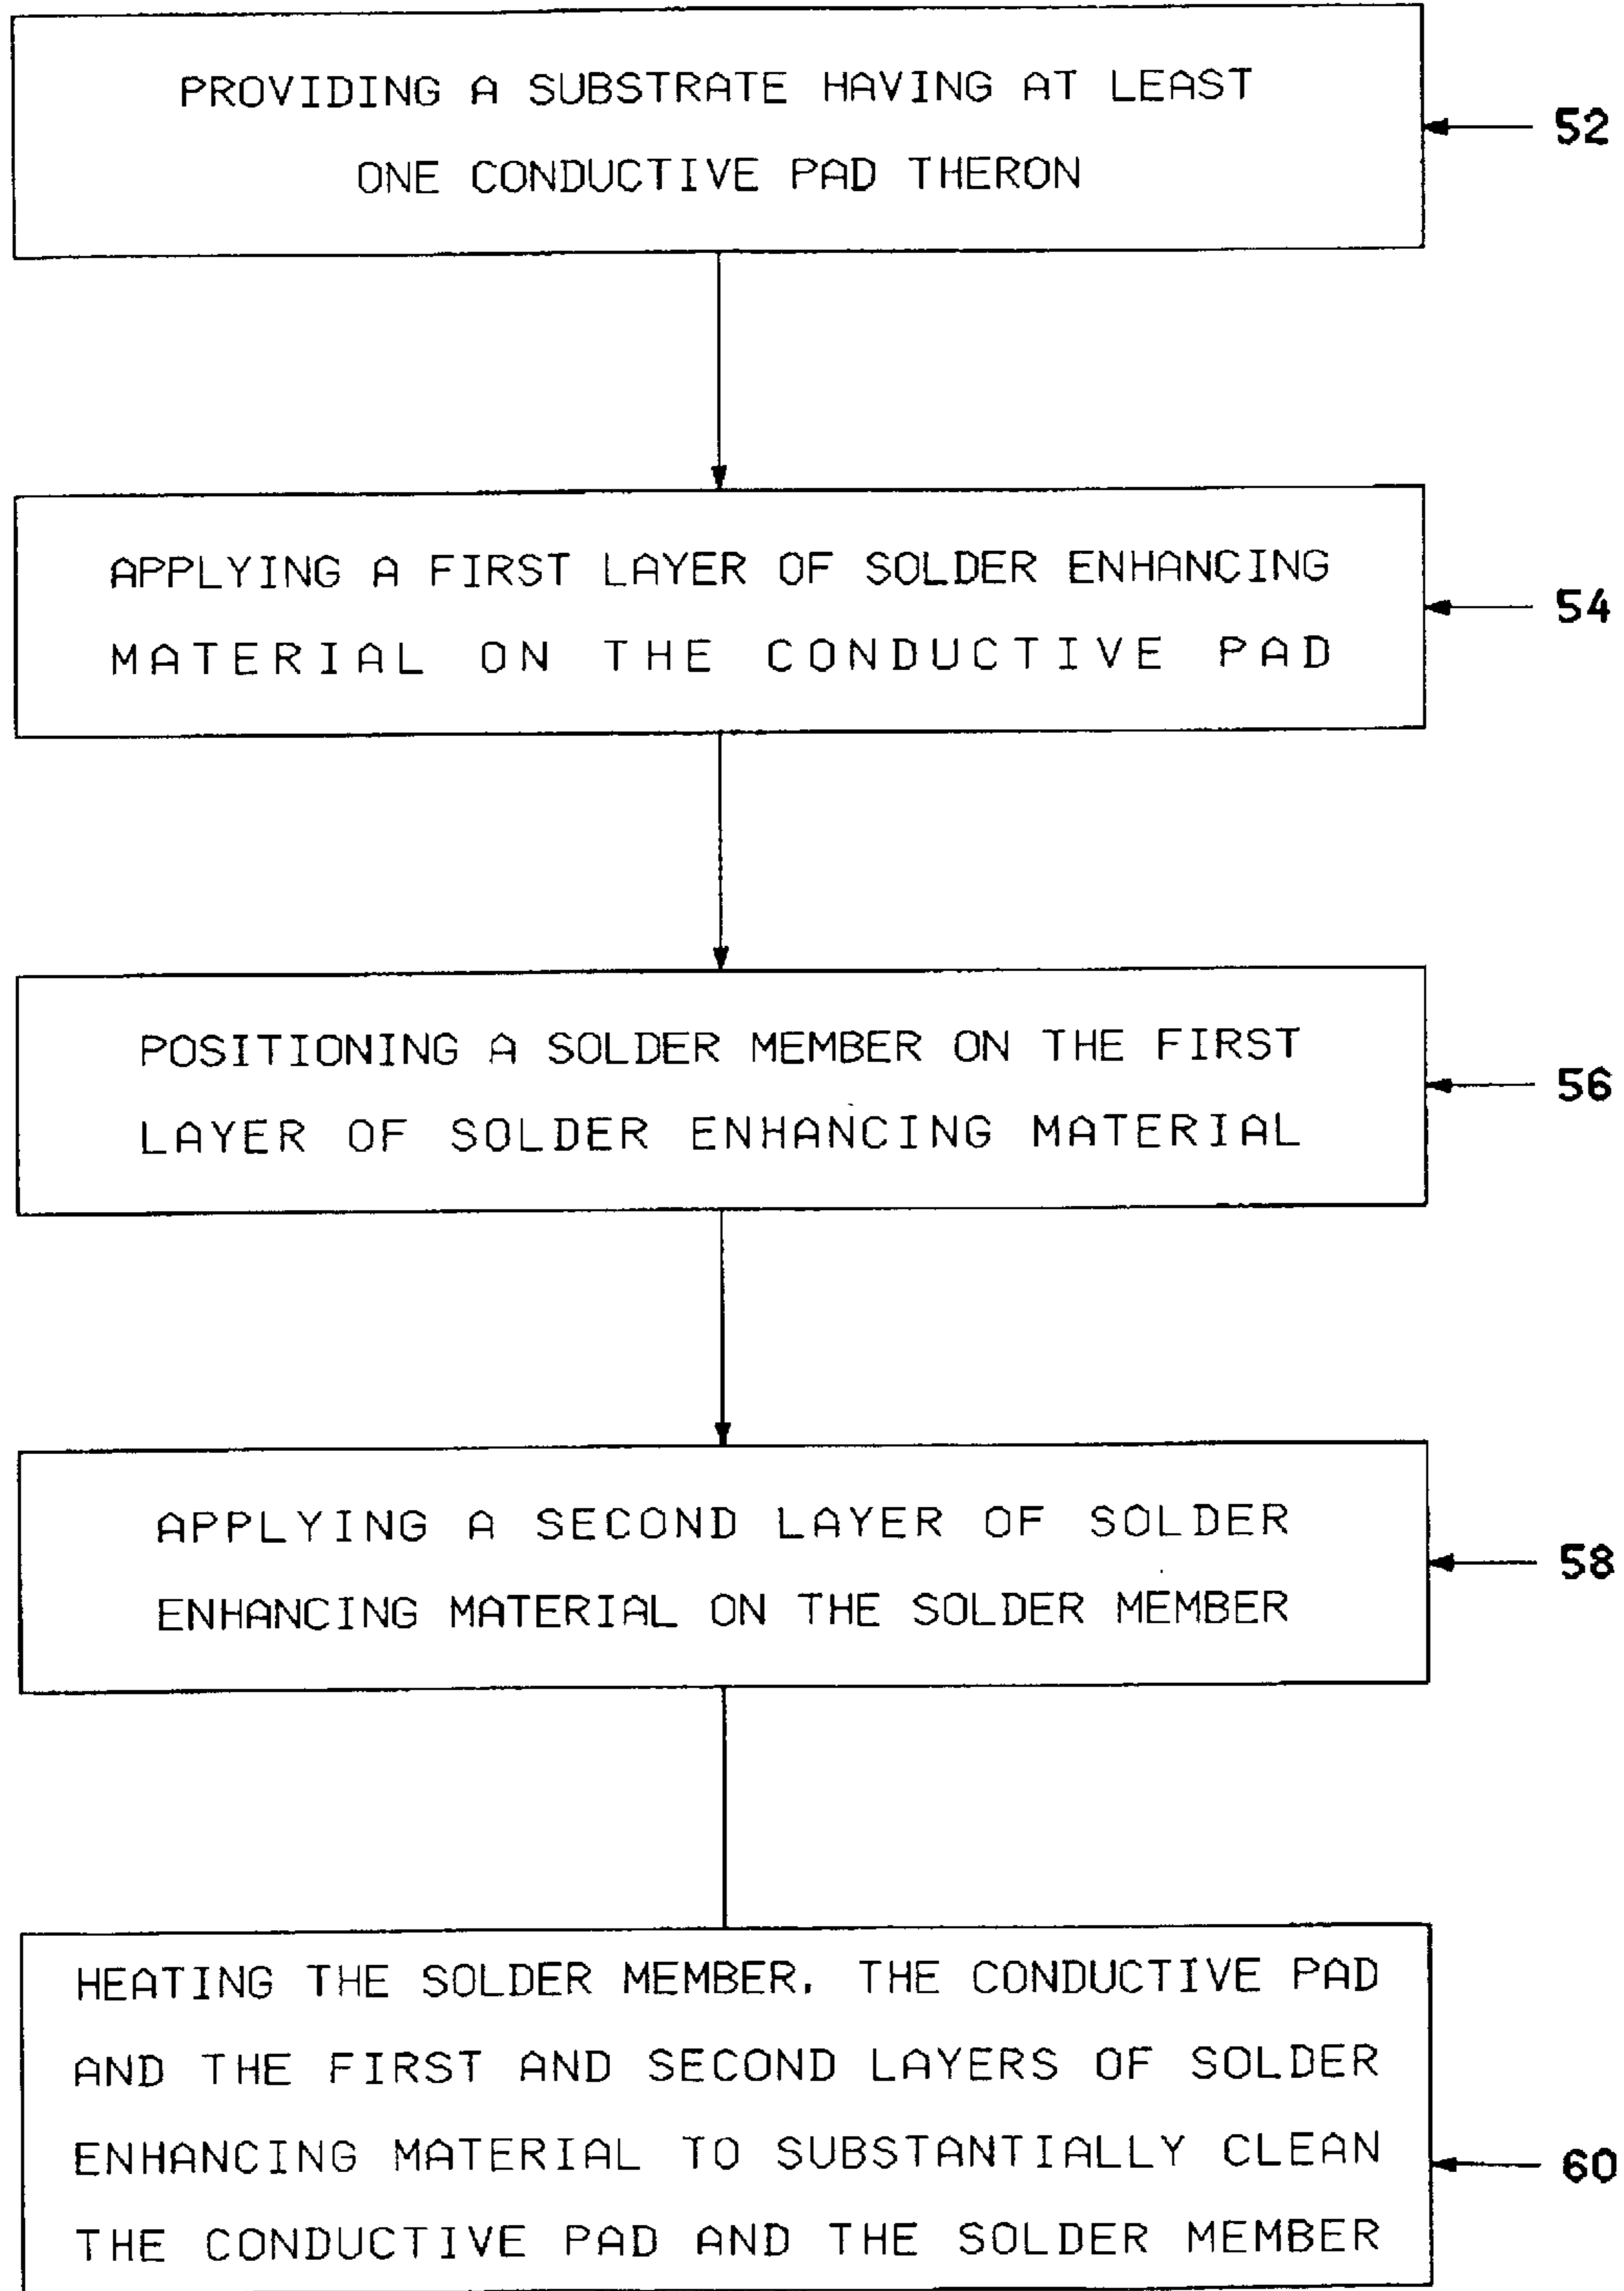 PROVIDING A SUBSTRATE HAVING AT LEAST
ONE CONDUCTIVE PAD THERON
52
APPLYING A FIRST LAYER OF SOLDER ENHANCING
MATERIAL ON THE CONDUCTIVE PAD
54
POSITIONING A SOLDER MEMBER ON THE FIRST
LAYER OF SOLDER ENHANCING MATERIAL
56
APPLYING A SECOND LAYER OF SOLDER
ENHANCING MATERIAL ON THE SOLDER MEMBER
58
HEATING THE SOLDER MEMBER, THE CONDUCTIVE PAD
AND THE FIRST AND SECOND LAYERS OF SOLDER
ENHANCING MATERIAL TO SUBSTANTIALLY CLEAN
THE CONDUCTIVE PAD AND THE SOLDER MEMBER
60